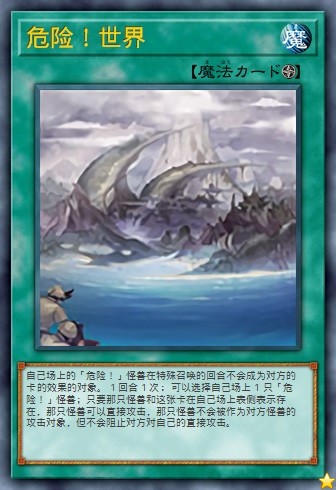 危险！世界
魔
【魔法カード】
自己场上的「危险！」怪兽在特殊召唤的回合不会成为对方的
卡的效果的对象。１回合１次；可以选择自己场上１只「危
险！」怪兽；只要那只怪兽和这张卡在自己场上表侧表示存
在，那只怪兽可以直接攻击，那只怪兽不会被作为对方怪兽的
攻击对象，但不会阻止对方对自己的直接攻击。